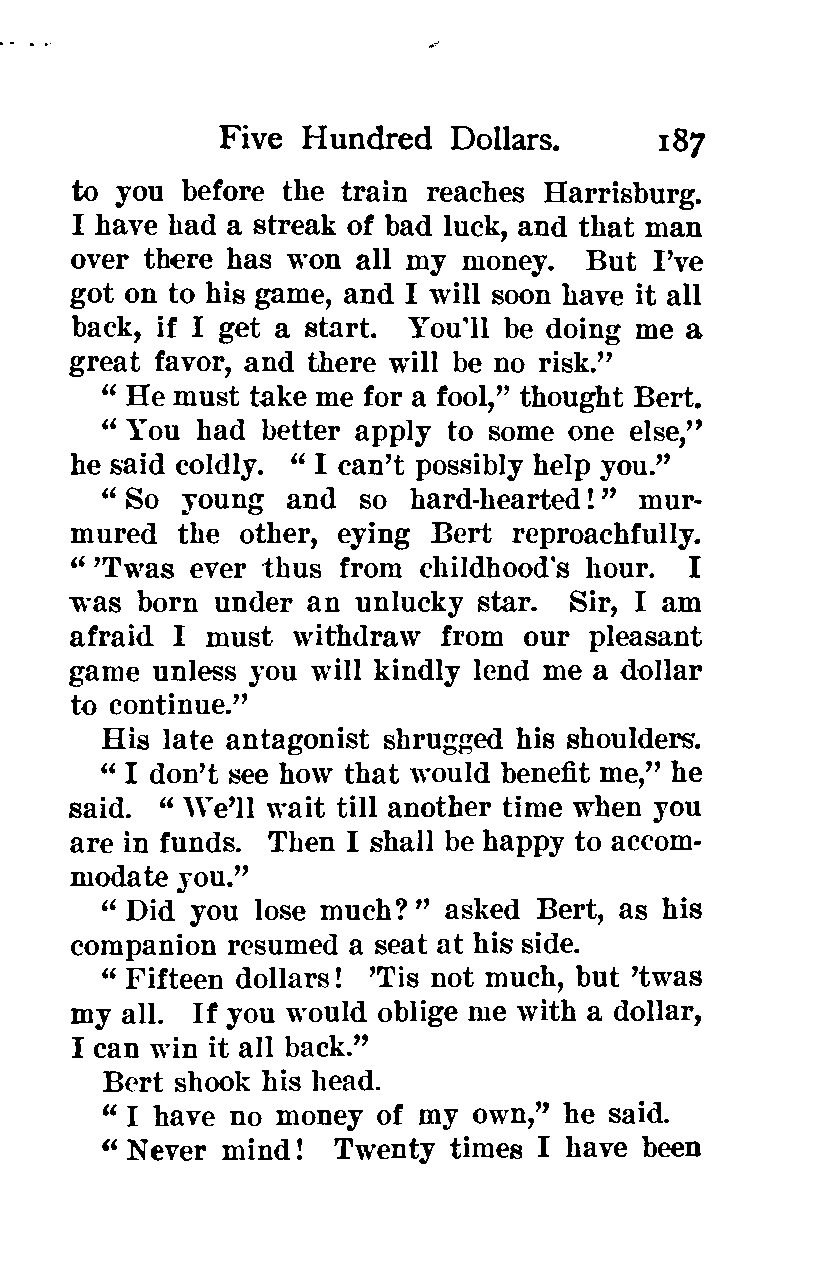 Five Hundred Dollars. 187
to you before the train reaches Harrisburg.
I have had a streak of bad luck, and that man
over there has won all my money. But I've
got on to his game, and I will soon have it all
back, if I get a start. You'll be doing me a
great favor, and there will be no risk."
" He must take me for a fool," thought Bert.
" You had better apply to some one else,"
he said coldly. " I can't possibly help you."
" So young and so hard-hearted! " mur-
mured the other, eying Bert reproachfully.
" 'Twas ever thus from childhood's hour. I
was born under an unlucky star. Sir, I am
afraid I must withdraw from our pleasant
game unless you will kindly lend me a dollar
to continue."
His late antagonist shrugged his shoulders.
" I don't see how that would benefit me," he
said. " We'll wait till another time when you
are in funds. Then I shall be happy to accom-
modate you."
" Did you lose much? " asked Bert, as his
companion resumed a seat at his side.
" Fifteen dollars! 'Tis not much, but 'twas
my all. If you would oblige me with a dollar,
I can win it all back."
Bert shook his head.
" I have no money of my own," he said.
" Never mind! Twenty times I have been